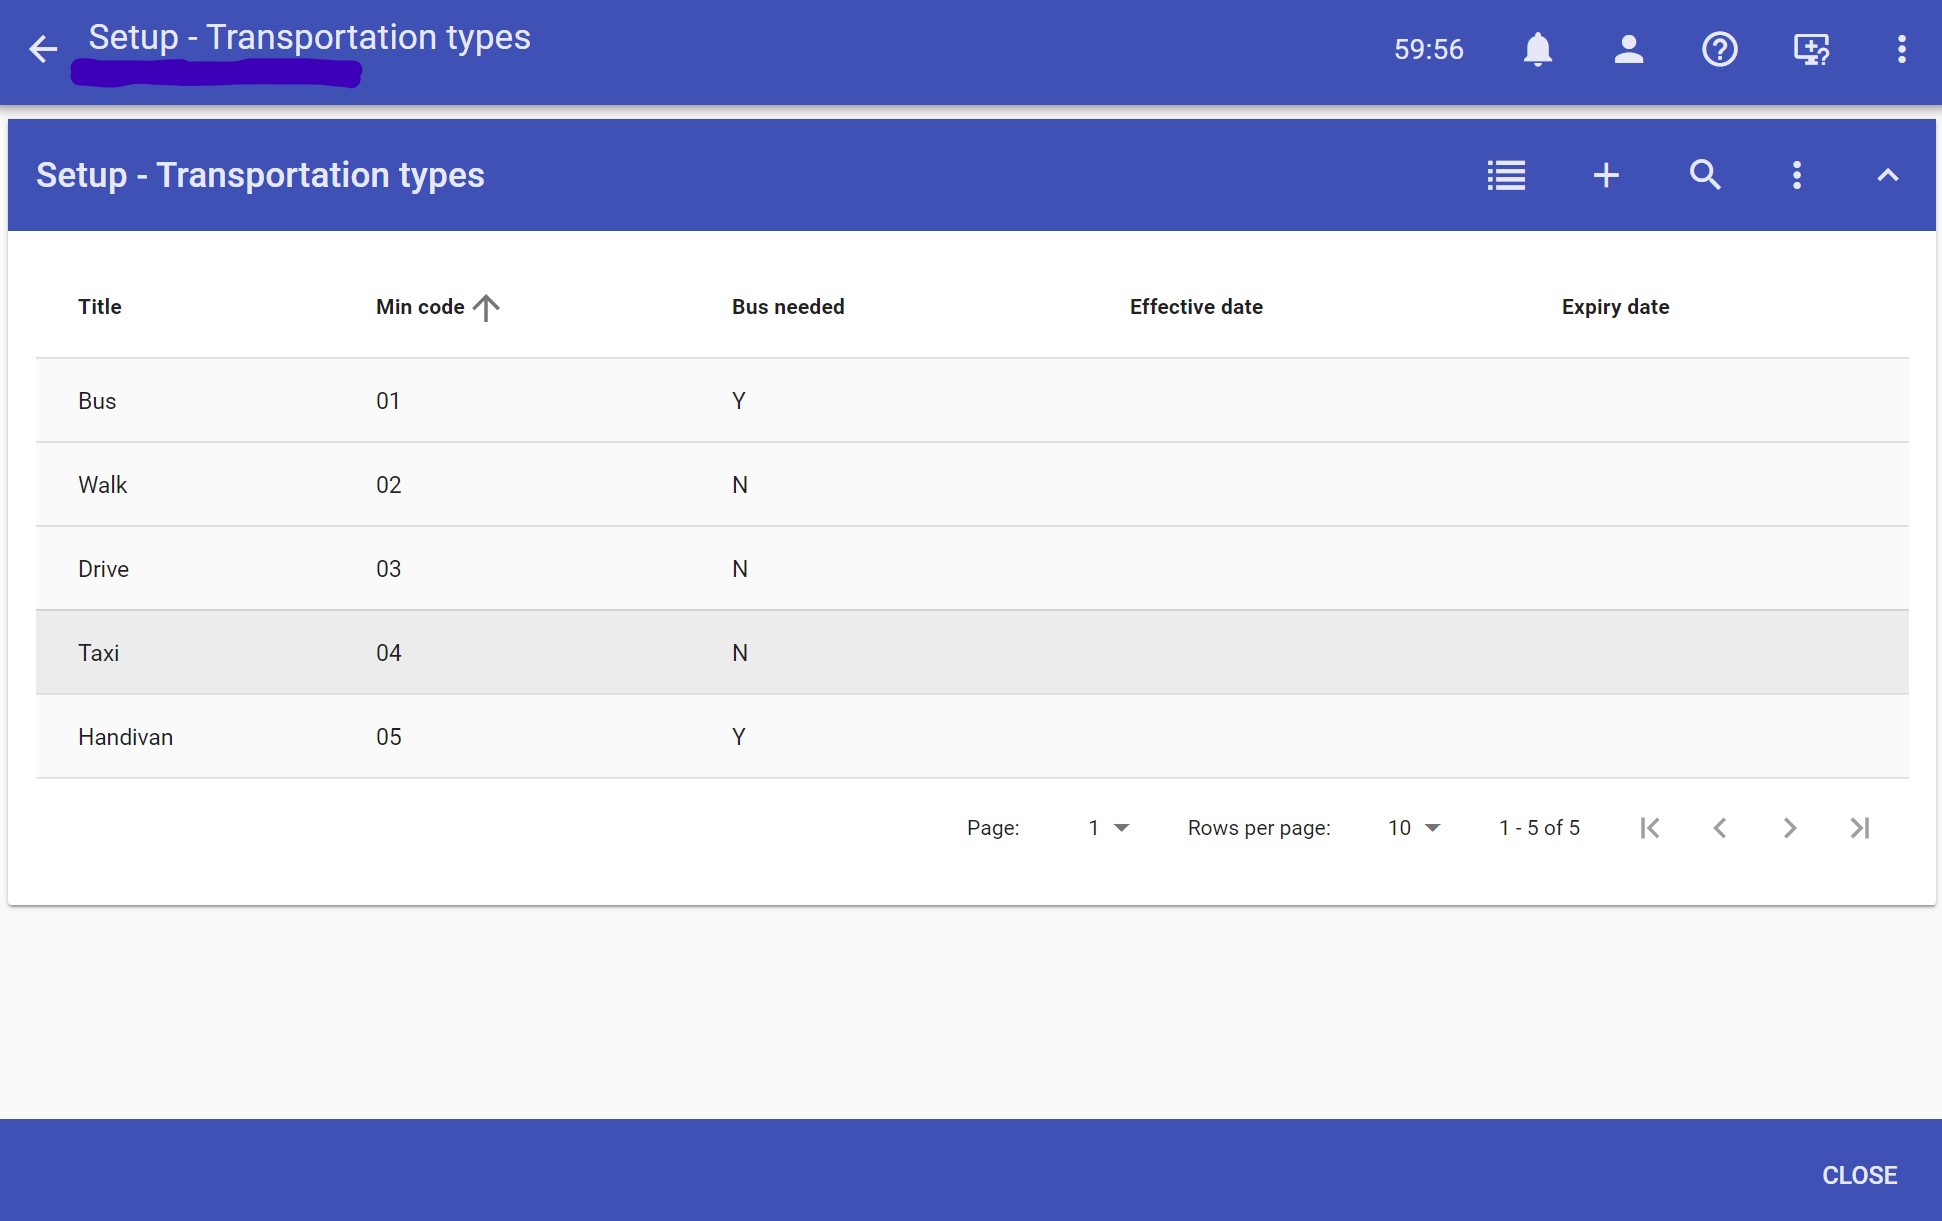 Setup - Transportation types
59:56
Setup - Transportation types
Title Min code Bus needed Effective date Expiry date
Bus 01 Y
Walk 02 N
Drive 03 N
Taxi 04 N
Handivan 05 Y
Page: 1 Rows per page: 10 1 - 5 of 5
CLOSE